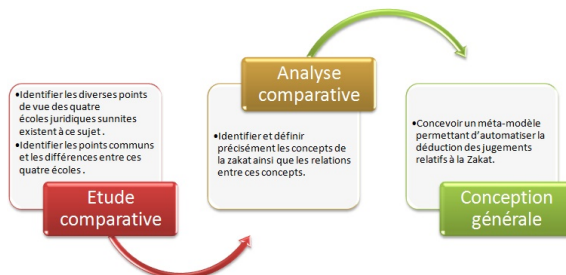 •Identifier les diverses points
de vue des quatre
écoles juridiques sunnites
existent à ce sujet .
•Identifier les points communs
et les différences entre ces
quatre écoles .
Etude
comparative
Analyse
comparative
•Identifier et définir
précisément les concepts de
la zakat ainsi que les relations
entre ces concepts.
•Concevoir un méta-modèle
permettant d'automatiser la
déduction des jugements
relatifs à la Zakat.
Conception
générale